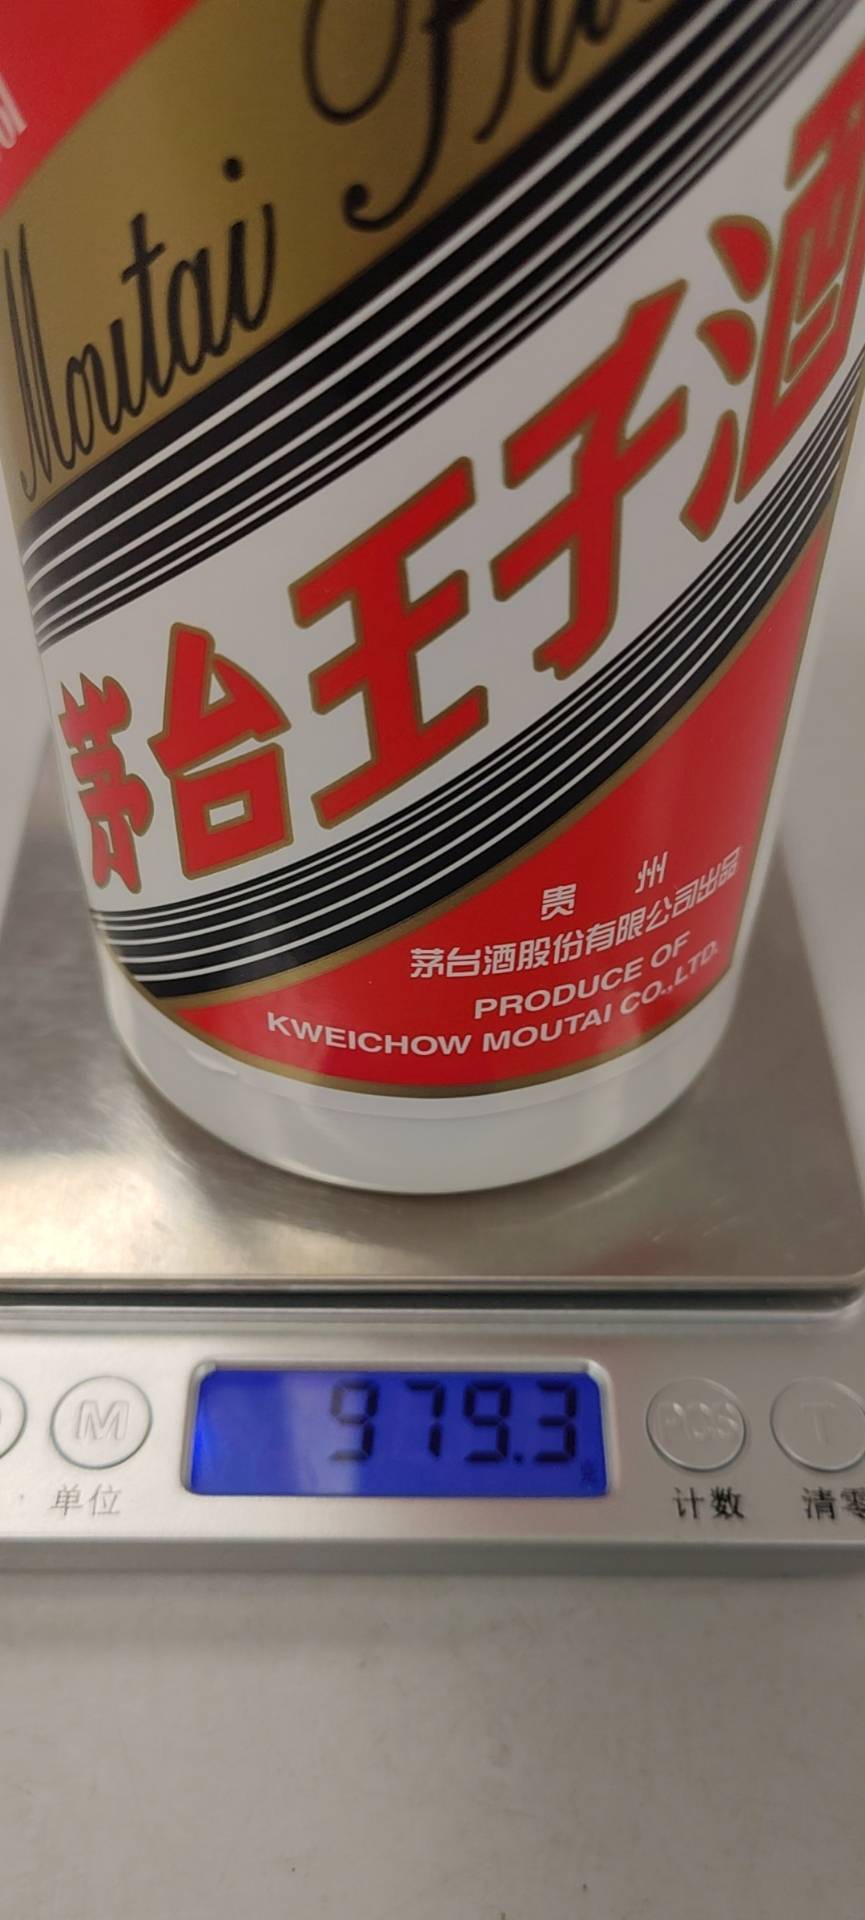 Moutai
茅台王子酒
贵 州
茅台酒股份有限公司出品
PRODUCE OF
KWEICHOW MOUTAI CO.,LTD.
979.3
M
PCS
T
单位
计数
清零